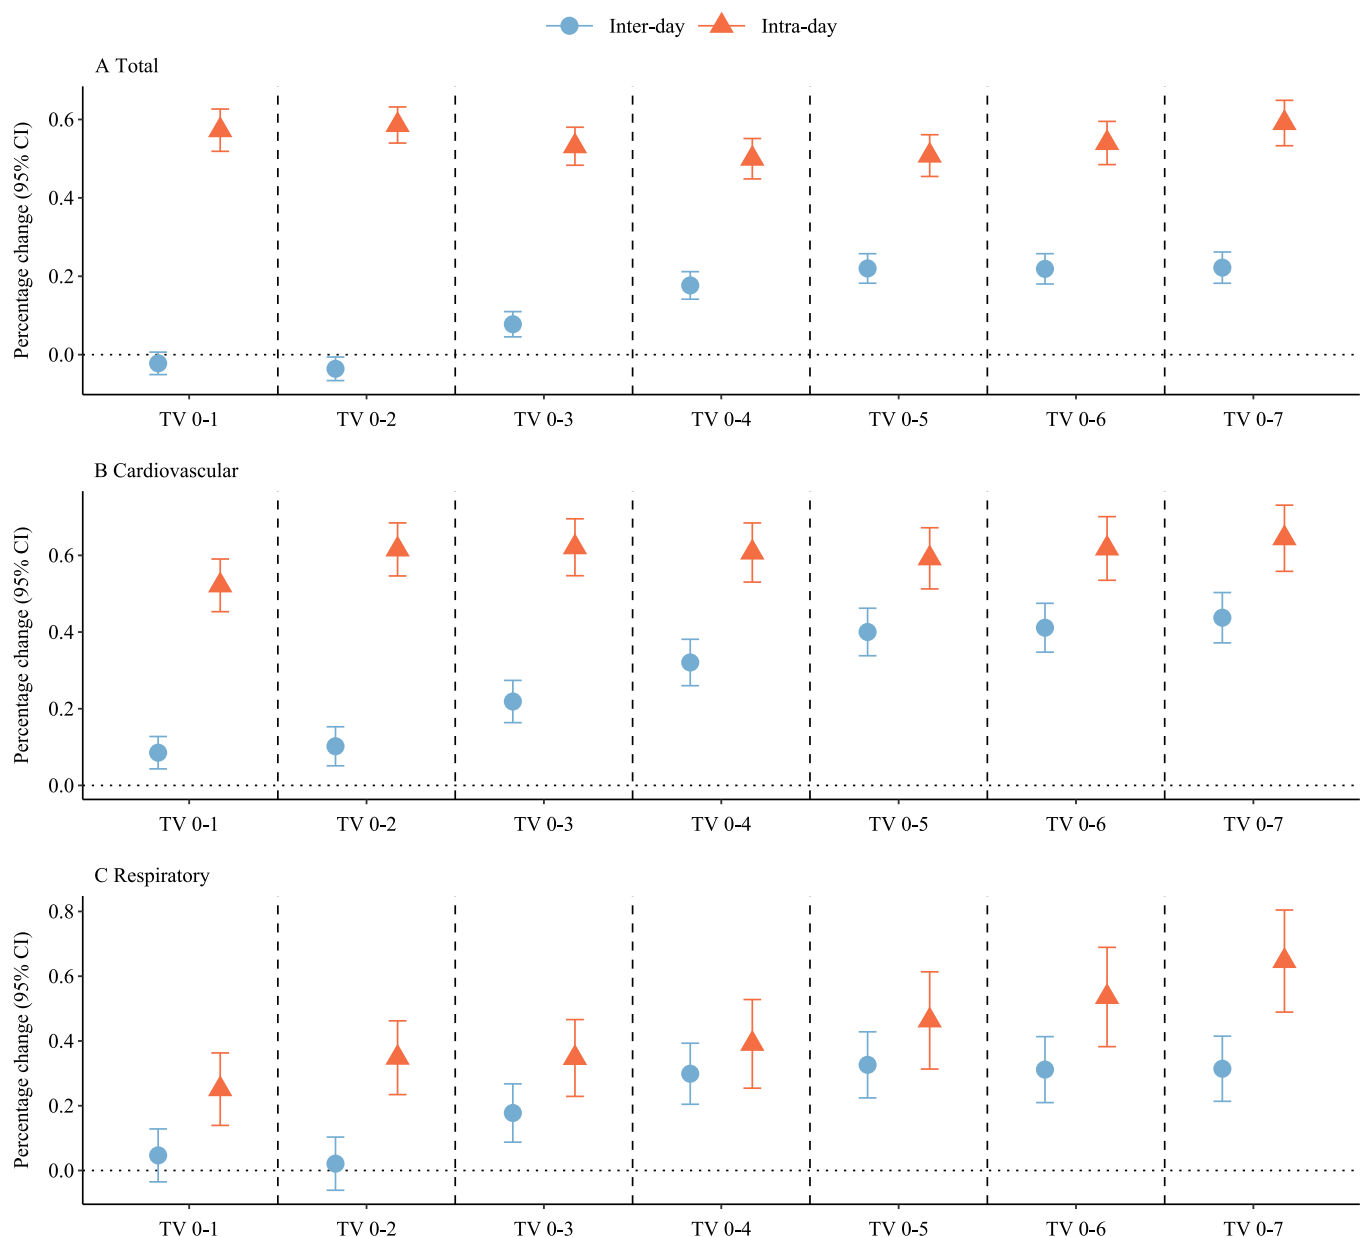 Inter-day Intra-day
A Total
Percentage change (95% CI)
0.6
0.4
0.2
0.0
TV 0-1 TV 0-2 TV 0-3 TV 0-4 TV 0-5 TV 0-6 TV 0-7
B Cardiovascular
Percentage change (95% CI)
0.6
0.4
0.2
0.0
TV 0-1 TV 0-2 TV 0-3 TV 0-4 TV 0-5 TV 0-6 TV 0-7
C Respiratory
Percentage change (95% CI)
0.8
0.6
0.4
0.2
0.0
TV 0-1 TV 0-2 TV 0-3 TV 0-4 TV 0-5 TV 0-6 TV 0-7